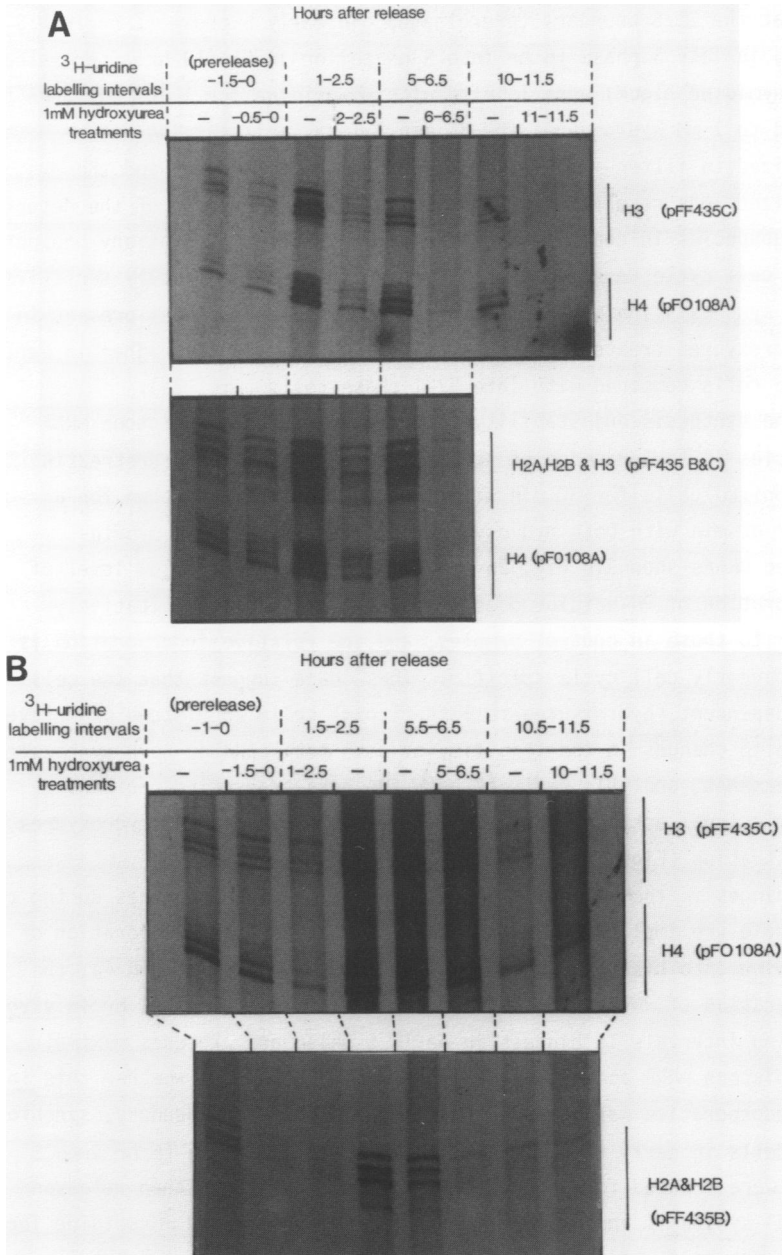 A
Hours after release
³H-uridine
labelling intervals
(prerelease)
-1.5-0
1-2.5
5-6.5
10-11.5
1mM hydroxyurea
treatments
-
-0.5-0
-
2-2.5
-
6-6.5
-
11-11.5
H3 (pFF435C)
H4 (pFO108A)
H2A,H2B & H3 (pFF435 B&C)
H4 (pF0108A)
B
Hours after release
³H-uridine
labelling intervals
(prerelease)
-1-0
1.5-2.5
5.5-6.5
10.5-11.5
1mM hydroxyurea
treatments
-
-1.5-0
1-2.5
-
5-6.5
-
10-11.5
H3 (pFF435C)
H4 (pFO108A)
H2A&H2B
(pFF435B)